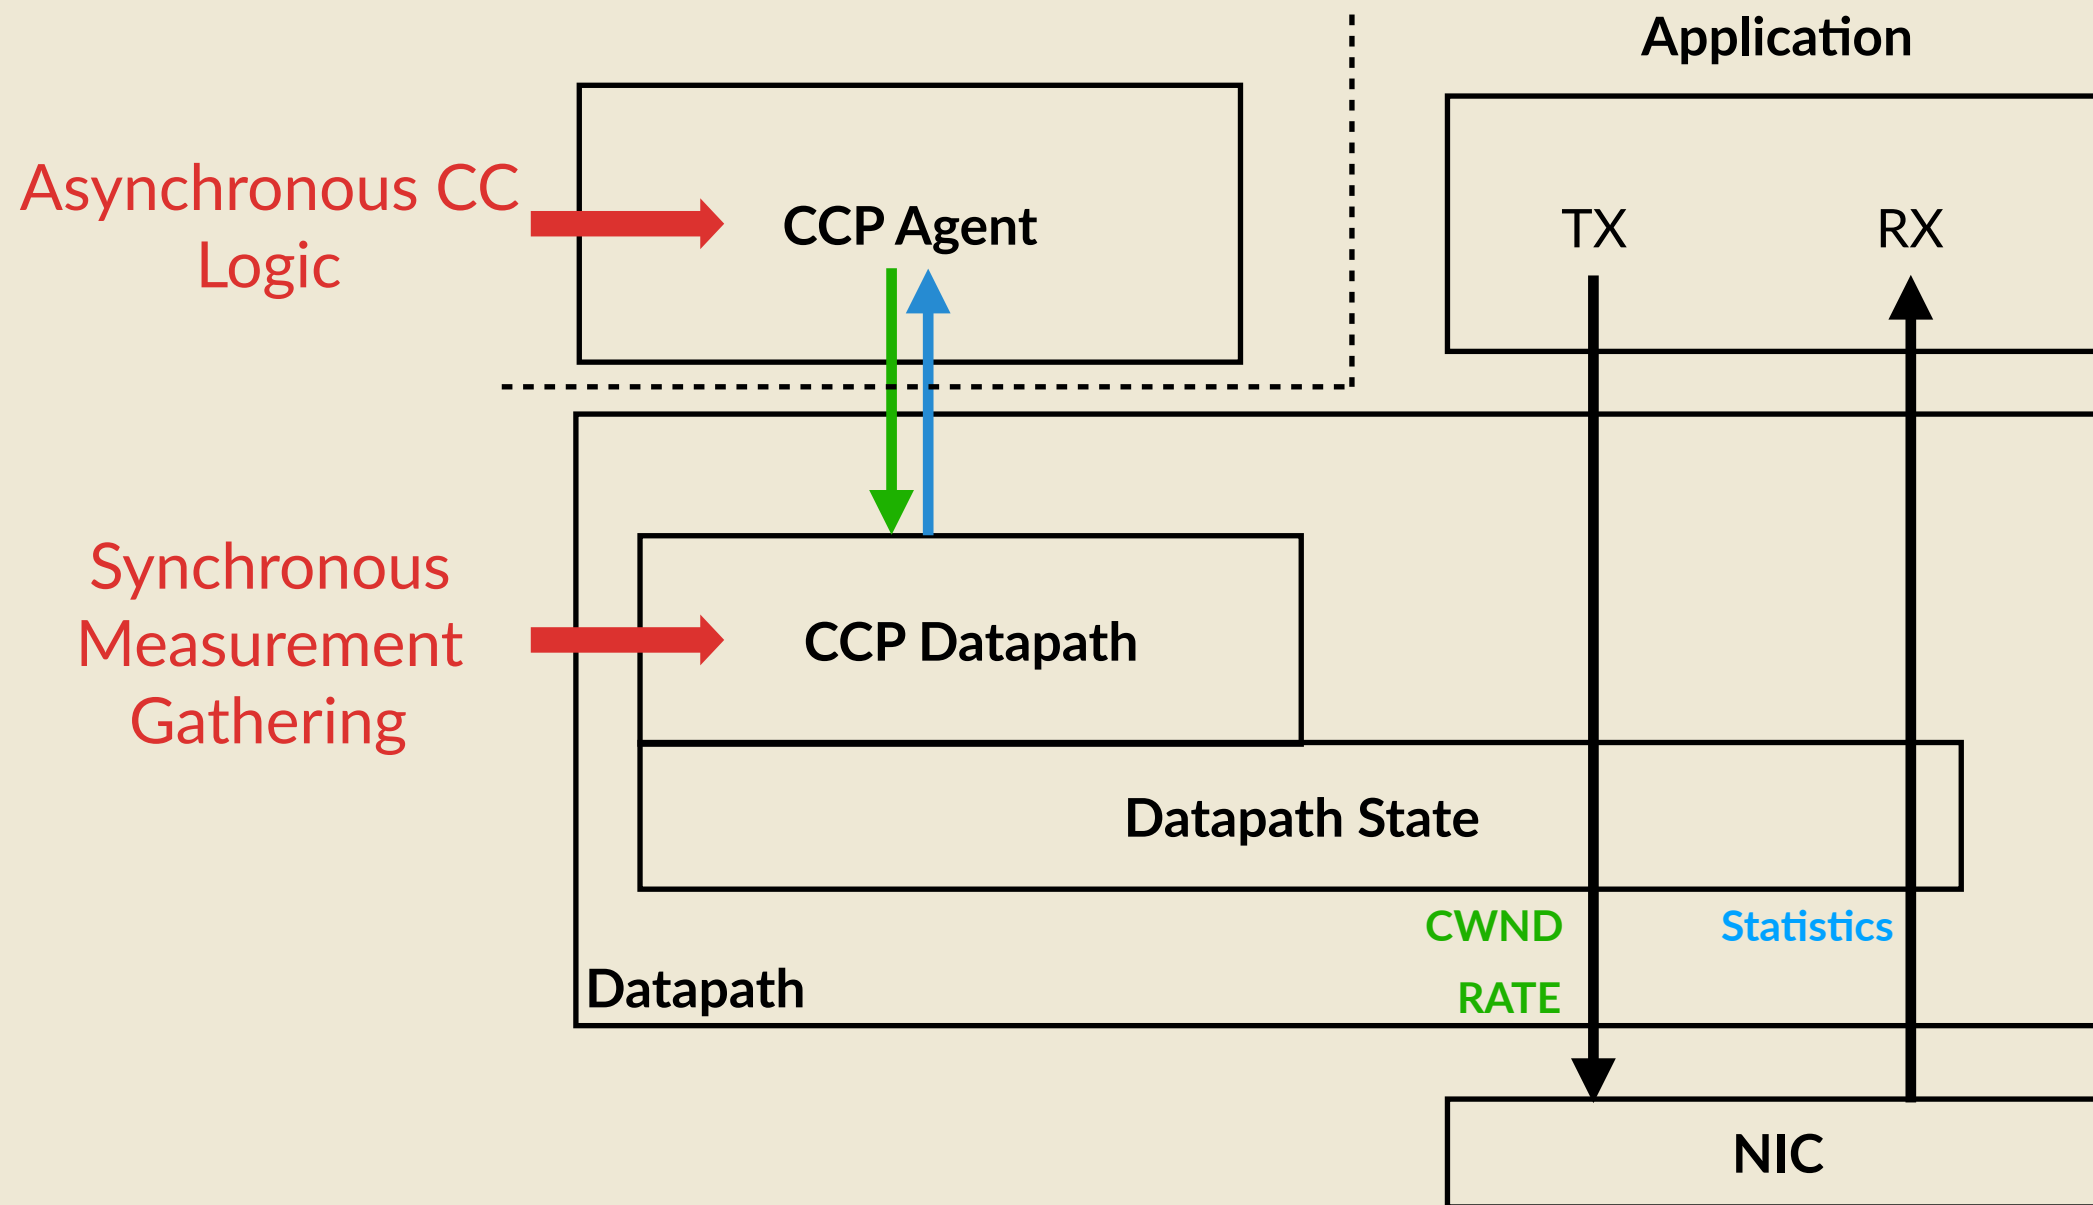 Application
Asynchronous CC
Logic
CCP Agent
TX
RX
Synchronous
Measurement
Gathering
CCP Datapath
Datapath State
CWND
Statistics
RATE
Datapath
NIC